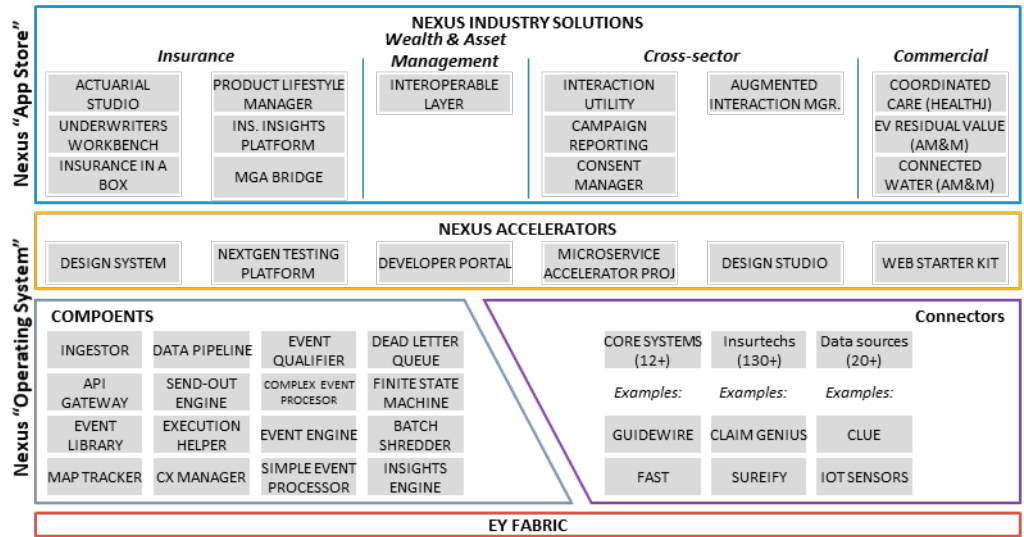 Nexus “App Store”
NEXUS INDUSTRY SOLUTIONS
Insurance
Wealth & Asset
Management
Cross-sector
Commercial
ACTUARIAL
STUDIO
PRODUCT LIFESTYLE
MANAGER
INTEROPERABLE
LAYER
INTERACTION
UTILITY
AUGMENTED
INTERACTION MGR.
COORDINATED
CARE (HEALTHJ)
UNDERWRITERS
WORKBENCH
INS. INSIGHTS
PLATFORM
CAMPAIGN
REPORTING
EV RESIDUAL VALUE
(AM&M)
INSURANCE IN A
BOX
MGA BRIDGE
CONSENT
MANAGER
CONNECTED
WATER (AM&M)
Nexus “Operating System”
NEXUS ACCELERATORS
DESIGN SYSTEM
NEXTGEN TESTING
PLATFORM
DEVELOPER PORTAL
MICROSERVICE
ACCELERATOR PROJ
DESIGN STUDIO
WEB STARTER KIT
COMPOENTS
INGESTOR
DATA PIPELINE
EVENT
QUALIFIER
DEAD LETTER
QUEUE
API
GATEWAY
SEND-OUT
ENGINE
COMPLEX EVENT
PROCESOR
FINITE STATE
MACHINE
EVENT
LIBRARY
EXECUTION
HELPER
EVENT ENGINE
BATCH
SHREDDER
MAP TRACKER
CX MANAGER
SIMPLE EVENT
PROCESSOR
INSIGHTS
ENGINE
Connectors
CORE SYSTEMS
(12+)
Insurtechs
(130+)
Data sources
(20+)
Examples:
Examples:
Examples:
GUIDEWIRE
CLAIM GENIUS
CLUE
FAST
SUREIFY
IOT SENSORS
EY FABRIC